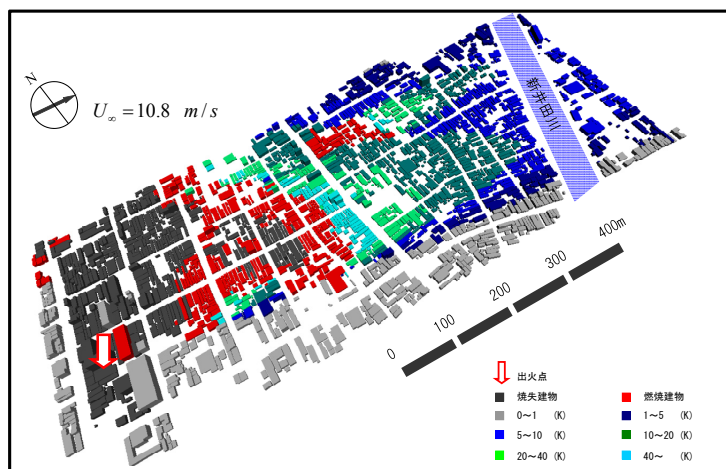 N
U∞ = 10.8 m/s
新井田川
0 100 200 300 400m
出火点
焼失建物 燃焼建物
0～1 (K) 1～5 (K)
5～10 (K) 10～20 (K)
20～40 (K) 40～ (K)